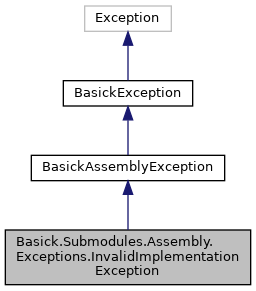 Exception
BasickException
BasickAssemblyException
Basick.Submodules.Assembly.
Exceptions.InvalidImplementation
Exception